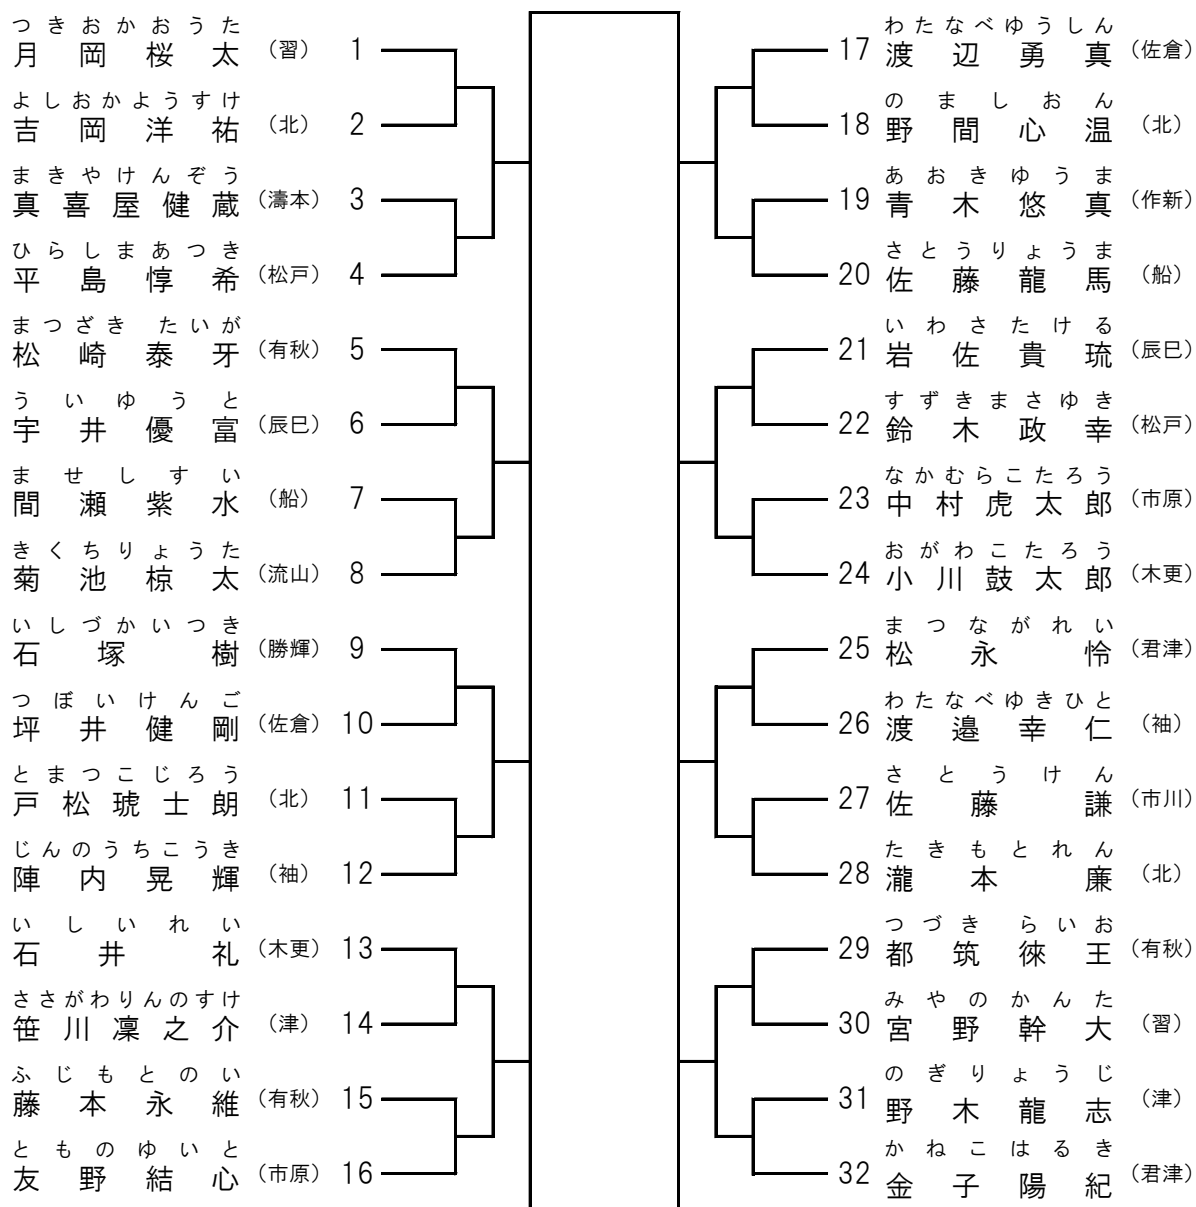 つきおかおうた
月岡桜太 (習) 1
よしおかようすけ
吉岡洋祐 (北) 2
まきやけんぞう
真喜屋健蔵 (濤本) 3
ひらしまあつき
平島惇希 (松戸) 4
まつざき たいが
松崎泰牙 (有秋) 5
ういゆうと
宇井優富 (辰巳) 6
ませしすい
間瀬紫水 (船) 7
きくちりょうた
菊池椋太 (流山) 8
いしづかいつき
石塚樹 (勝輝) 9
つぼいけんご
坪井健剛 (佐倉) 10
とまつこじろう
戸松琥士朗 (北) 11
じんのうちこうき
陣内晃輝 (袖) 12
いしいれい
石井礼 (木更) 13
ささがわりんのすけ
笹川凜之介 (津) 14
ふじもとのい
藤本永維 (有秋) 15
とものゆいと
友野結心 (市原) 16
わたなべゆうしん
17 渡辺勇真 (佐倉)
のましおん
18 野間心温 (北)
あおきゆうま
19 青木悠真 (作新)
さとうりょうま
20 佐藤龍馬 (船)
いわさたける
21 岩佐貴琉 (辰巳)
すずきまさゆき
22 鈴木政幸 (松戸)
なかむらこたろう
23 中村虎太郎 (市原)
おがわこたろう
24 小川鼓太郎 (木更)
まつながれい
25 松永怜 (君津)
わたなべゆきひと
26 渡邉幸仁 (袖)
さとうけん
27 佐藤謙 (市川)
たきもとれん
28 瀧本廉 (北)
つづき らいお
29 都筑徠王 (有秋)
みやのかんた
30 宮野幹大 (習)
のぎりょうじ
31 野木龍志 (津)
かねこはるき
32 金子陽紀 (君津)